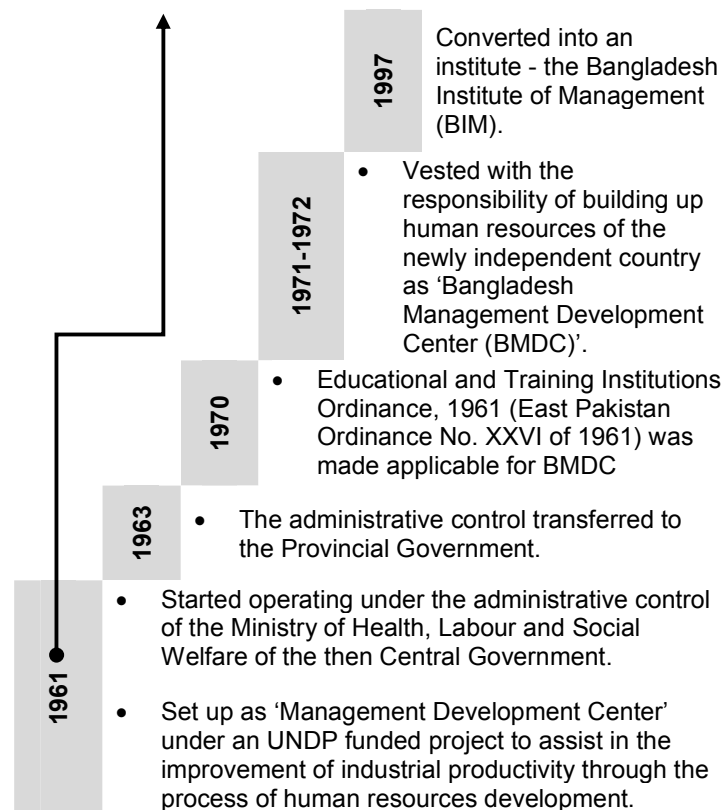 1997
Converted into an
institute - the Bangladesh
Institute of Management
(BIM).
1971-1972
• Vested with the
responsibility of building up
human resources of the
newly independent country
as ‘Bangladesh
Management Development
Center (BMDC)’.
1970
• Educational and Training Institutions
Ordinance, 1961 (East Pakistan
Ordinance No. XXVI of 1961) was
made applicable for BMDC
1963
• The administrative control transferred to
the Provincial Government.
1961
• Started operating under the administrative control
of the Ministry of Health, Labour and Social
Welfare of the then Central Government.
• Set up as ‘Management Development Center’
under an UNDP funded project to assist in the
improvement of industrial productivity through the
process of human resources development.